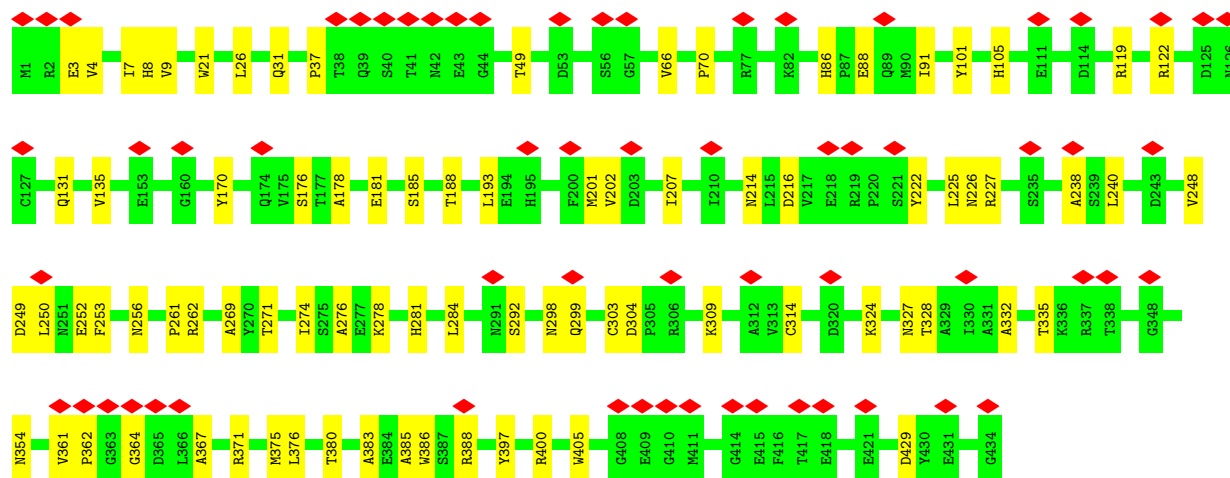 M1 R2 E3 V4 I7 H8 V9 W21 L26 Q31 P37 T38 Q39 S40 T41 N42 E43 G44 T49 D53 S56 G57 V66 P70 R77 K82 H86 P87 E88 Q89 M90 I91 Y101 H105 E111 D114 R119 R122 D125 N126
C127 Q131 V135 E153 G160 Y170 Q174 V175 S176 T177 A178 E181 S185 T188 L193 E194 H195 F200 M201 V202 D203 I207 I210 N214 L215 D216 V217 E218 R219 P220 S221 Y222 L225 N226 R227 S235 A238 S239 L240 D243 V248
D249 L250 N251 E252 F253 N256 P261 R262 A269 Y270 T271 I274 S275 A276 E277 K278 H281 L284 N291 S292 N298 Q299 C303 D304 P305 R306 K309 A312 V313 C314 D320 K324 N327 T328 A329 I330 A331 A332 T335 K336 R337 T338 G348
N354 V361 P362 G363 G364 D365 L366 A367 R371 M375 L376 T380 A383 E384 A385 W386 S387 R388 Y397 R400 W405 G408 E409 G410 M411 G414 E415 F416 T417 E418 E421 D429 Y430 E431 G434